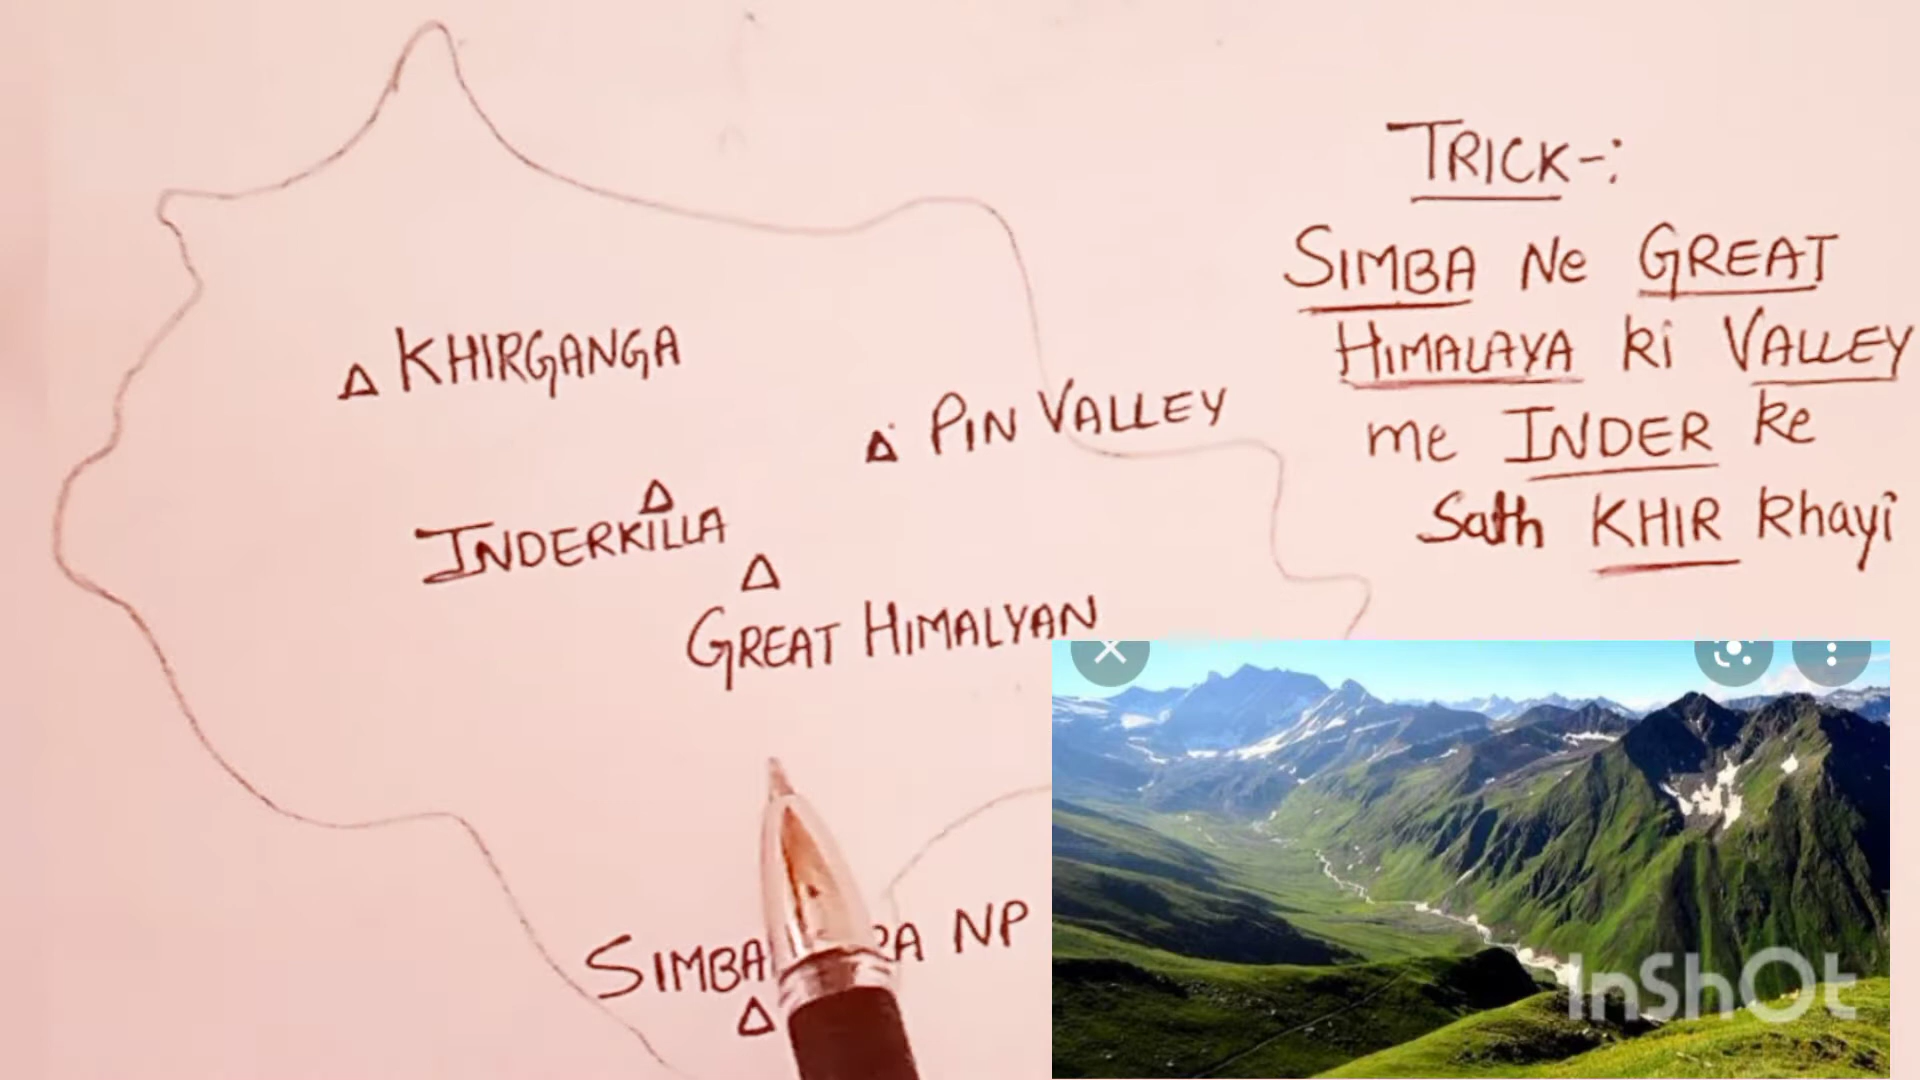 KHIRGANGA
PIN VALLEY
INDERKILLA
GREAT HIMALYAN
NP
TRICK-:
SIMBA Ne GREAT
HIMALAYA ki VALLEY
me INDER ke
Sath KHIR Khayi
InShOt